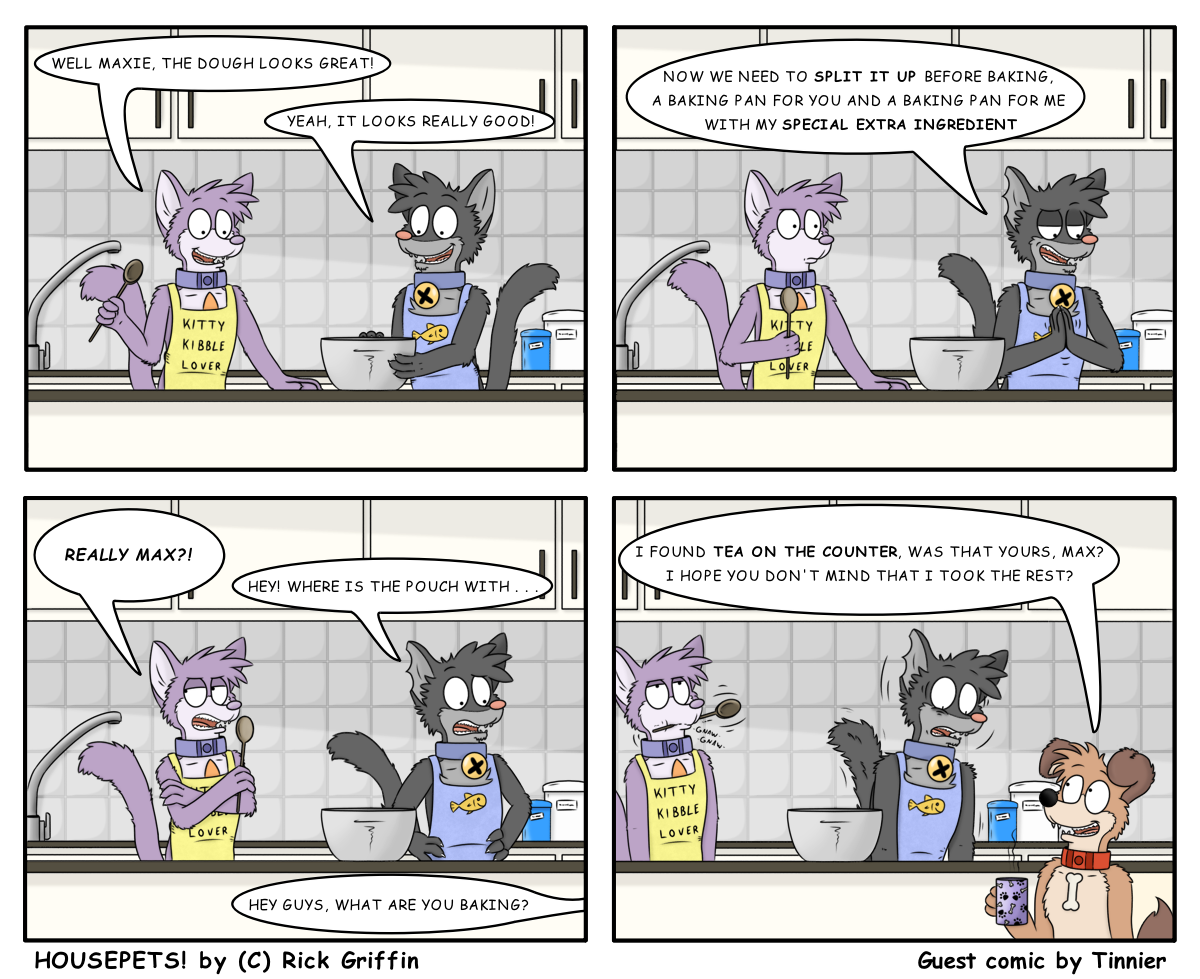 WELL MAXIE, THE DOUGH LOOKS GREAT!
YEAH, IT LOOKS REALLY GOOD!
KITTY
KIBBLE
LOVER
NOW WE NEED TO SPLIT IT UP BEFORE BAKING,
A BAKING PAN FOR YOU AND A BAKING PAN FOR ME
WITH MY SPECIAL EXTRA INGREDIENT
KITTY
LOVER
REALLY MAX?!
HEY! WHERE IS THE POUCH WITH . . .
LOVER
HEY GUYS, WHAT ARE YOU BAKING?
I FOUND TEA ON THE COUNTER, WAS THAT YOURS, MAX?
I HOPE YOU DON'T MIND THAT I TOOK THE REST?
GNAW
GNAW
KITTY
KIBBLE
LOVER
HOUSEPETS! by (C) Rick Griffin
Guest comic by Tinnier